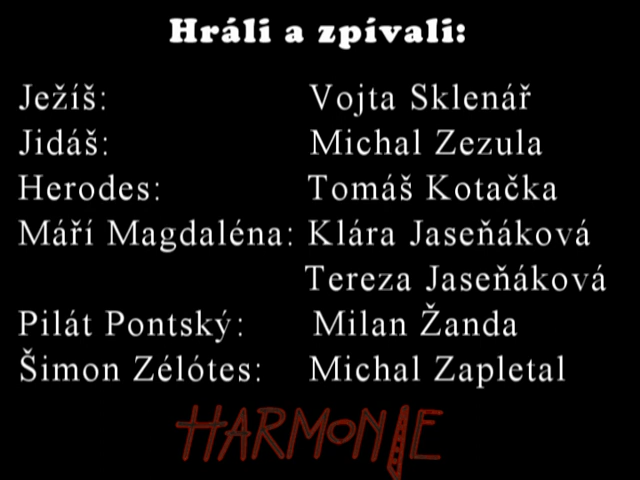 Hráli a zpívali:
Ježíš: Vojta Sklenář
Jidáš: Michal Zezula
Herodes: Tomáš Kotačka
Máří Magdaléna: Klára Jaseňáková
Tereza Jaseňáková
Pilát Pontský: Milan Žanda
Šimon Zélótes: Michal Zapletal
HARMONIE